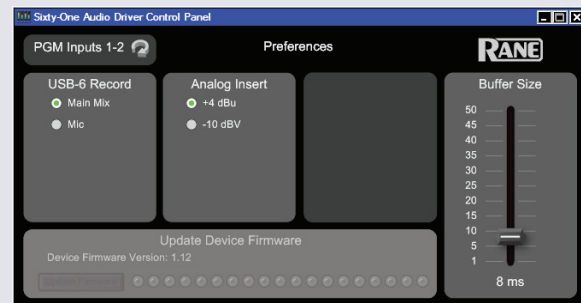 Sixty-One Audio Driver Control Panel
PGM Inputs 1-2
Preferences
RANE
USB-6 Record
Main Mix
Mic
Analog Insert
+4 dBu
-10 dBV
Buffer Size
50
45
40
35
30
25
20
15
10
5
1
8 ms
Update Device Firmware
Device Firmware Version: 1.12
Update Firmware